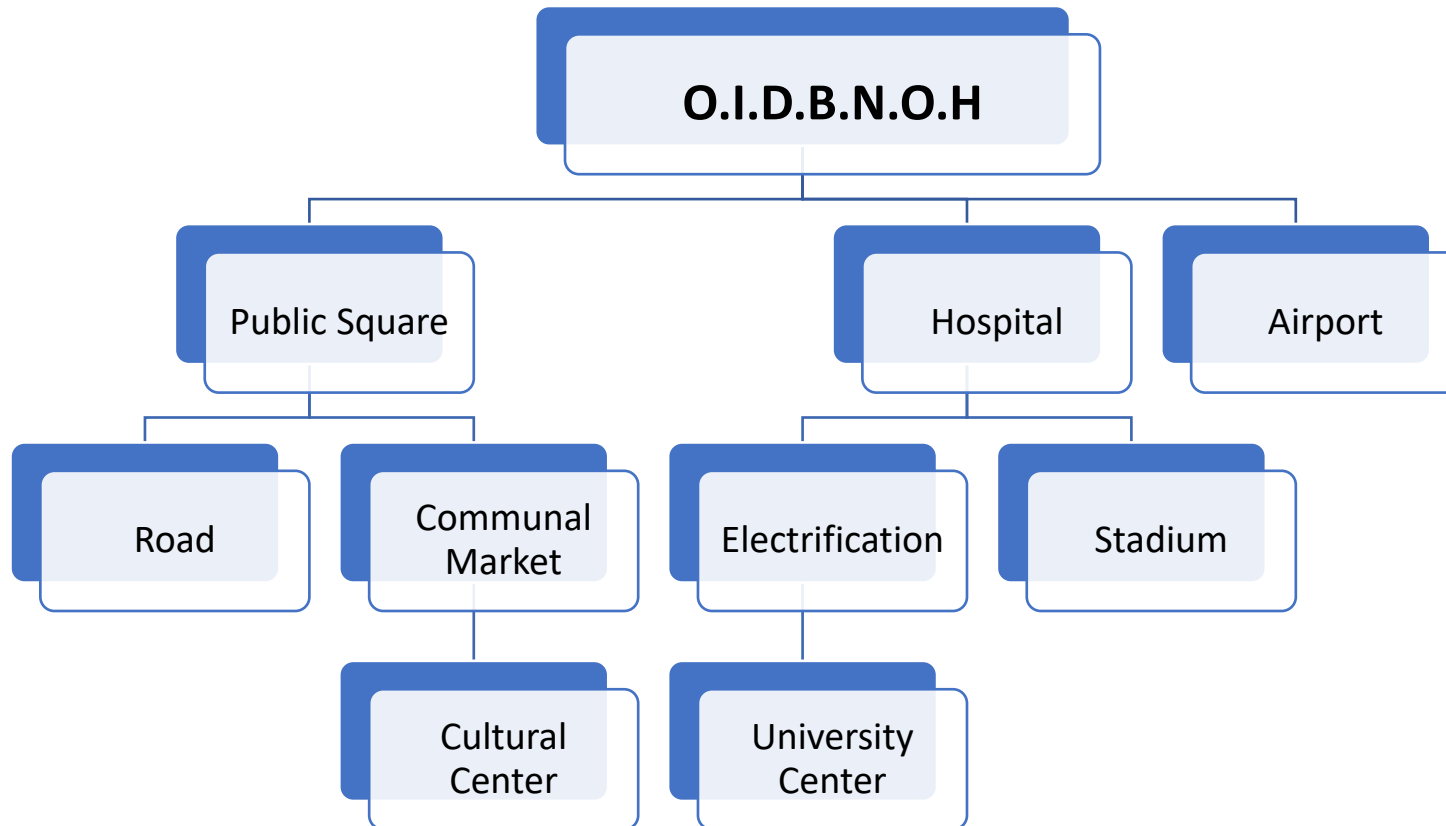 O.I.D.B.N.O.H
Public Square
Hospital
Airport
Road
Communal
Market
Electrification
Stadium
Cultural
Center
University
Center